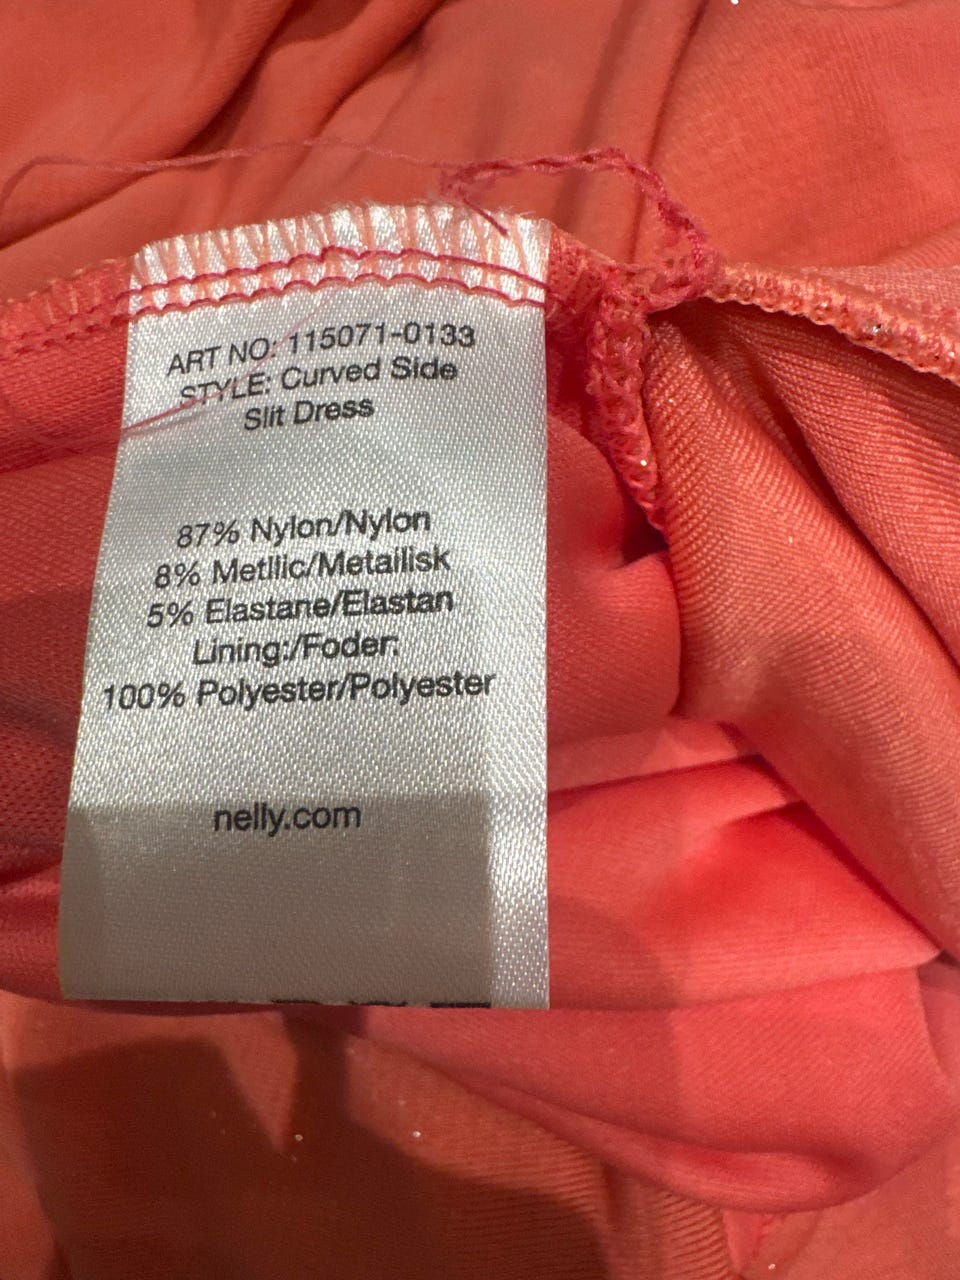 ART NO: 115071-0133
STYLE: Curved Side
Slit Dress
87% Nylon/Nylon
8% Metllic/Metallisk
5% Elastane/Elastan
Lining:/Foder:
100% Polyester/Polyester
nelly.com